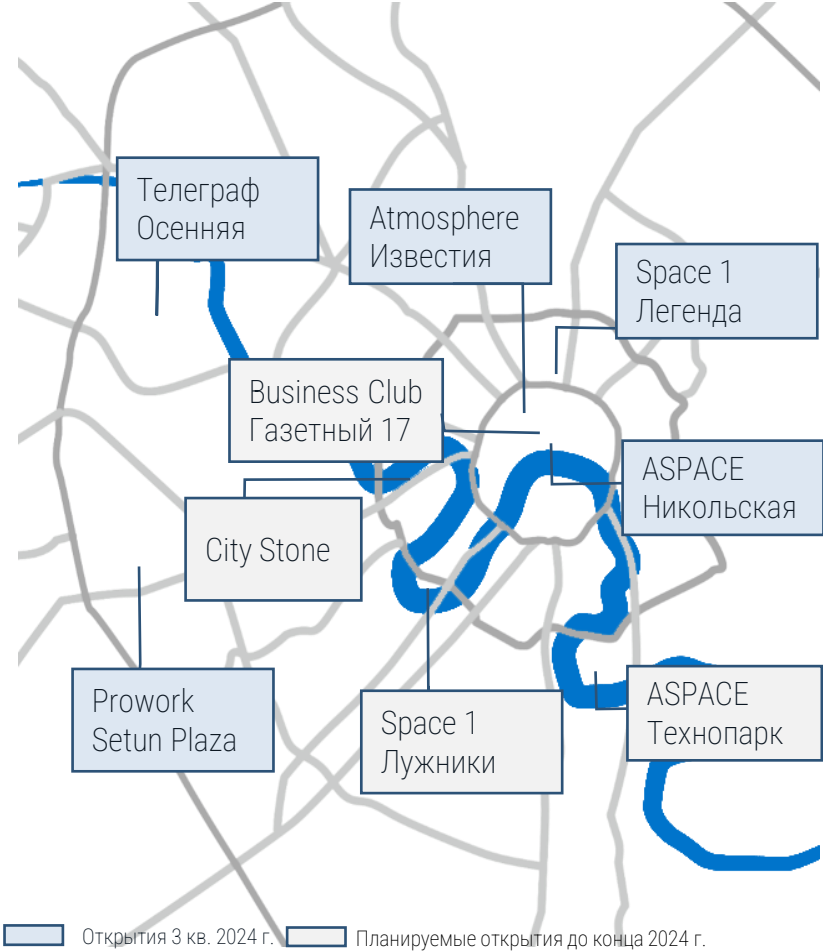 Телеграф
Осенняя
Atmosphere
Известия
Space 1
Легенда
Business Club
Газетный 17
ASPACE
Никольская
City Stone
Prowork
Setun Plaza
Space 1
Лужники
ASPACE
Технопарк
Открытия 3 кв. 2024 г.
Планируемые открытия до конца 2024 г.